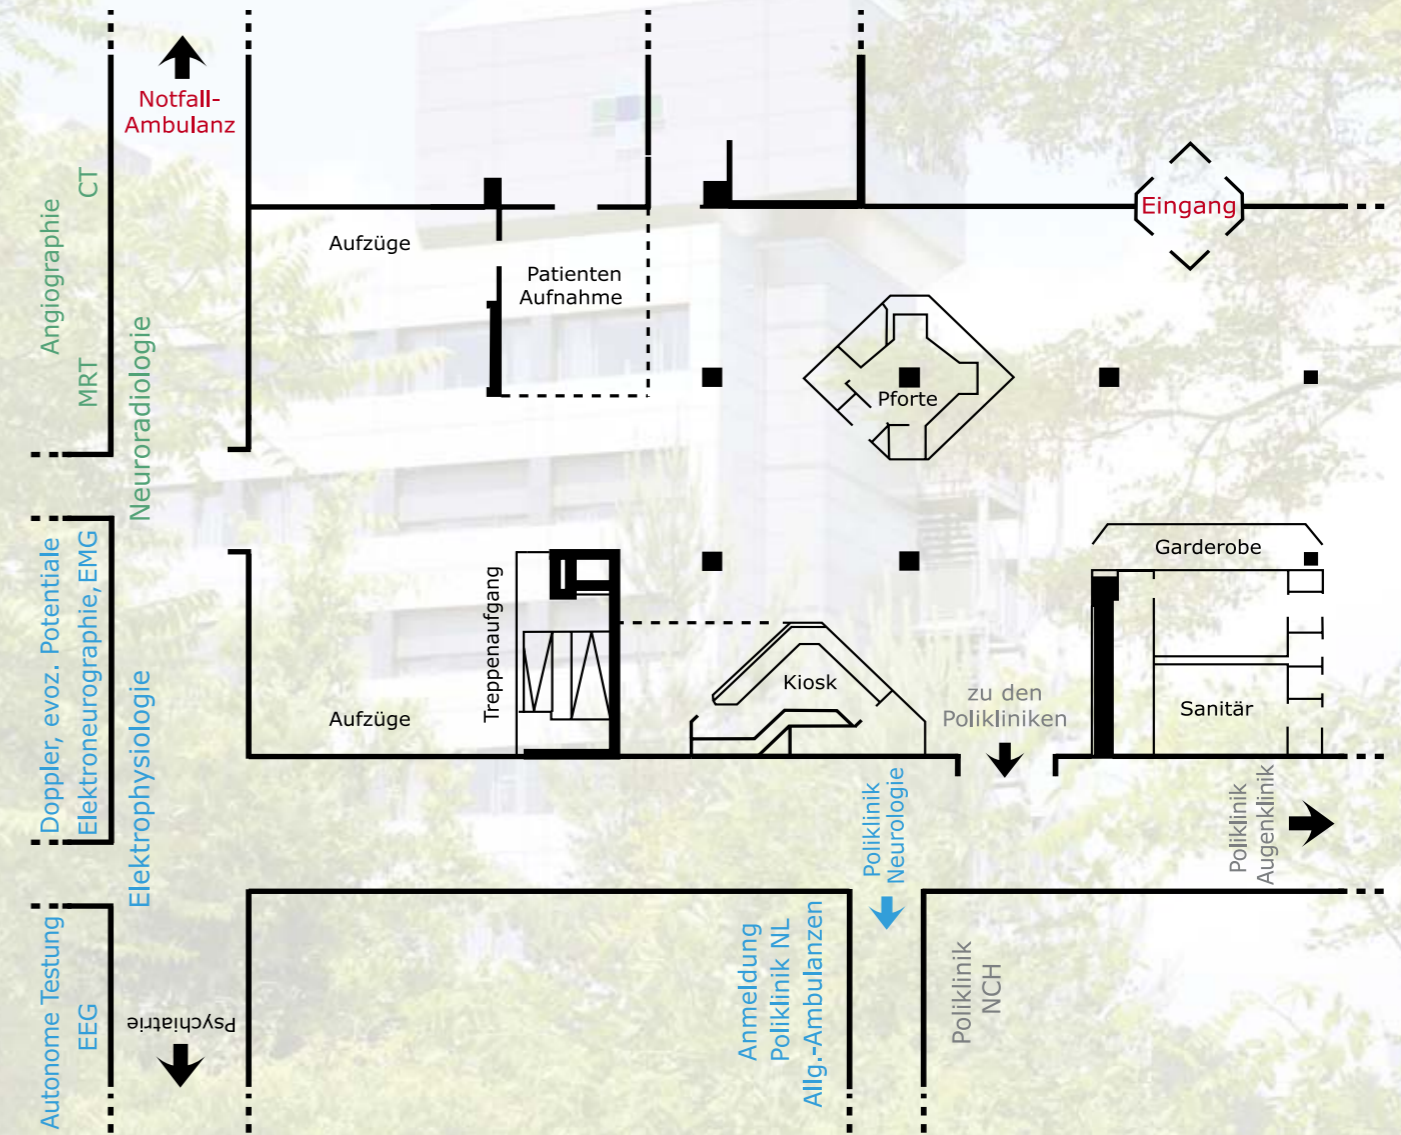 Notfall-
Ambulanz
CT
Angiographie
MRT
Neuroradiologie
Aufzüge
Patienten
Aufnahme
Eingang
Pforte
Garderobe
Doppler, evoz. Potentiale
Elektroneurographie, EMG
Elektrophysiologie
Treppenaufgang
Aufzüge
Kiosk
zu den
Polikliniken
Sanitär
Poliklinik
Neurologie
Poliklinik
Augenklinik
Autonome Testung
EEG
Psychiatrie
Anmeldung
Poliklinik NL
Allg.-Ambulanzen
Poliklinik
NCH